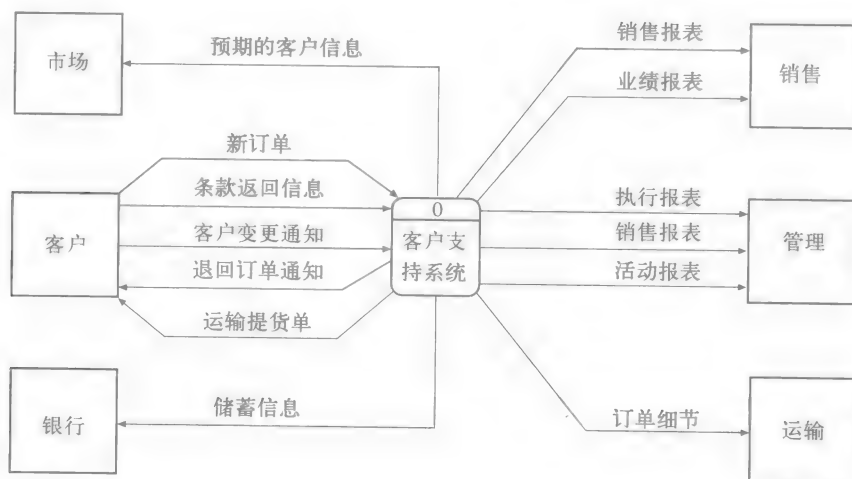 市场
预期的客户信息
销售报表
业绩报表
销售
新订单
条款返回信息
客户变更通知
退回订单通知
运输提货单
客户
0
客户支
持系统
执行报表
销售报表
活动报表
管理
银行
储蓄信息
订单细节
运输